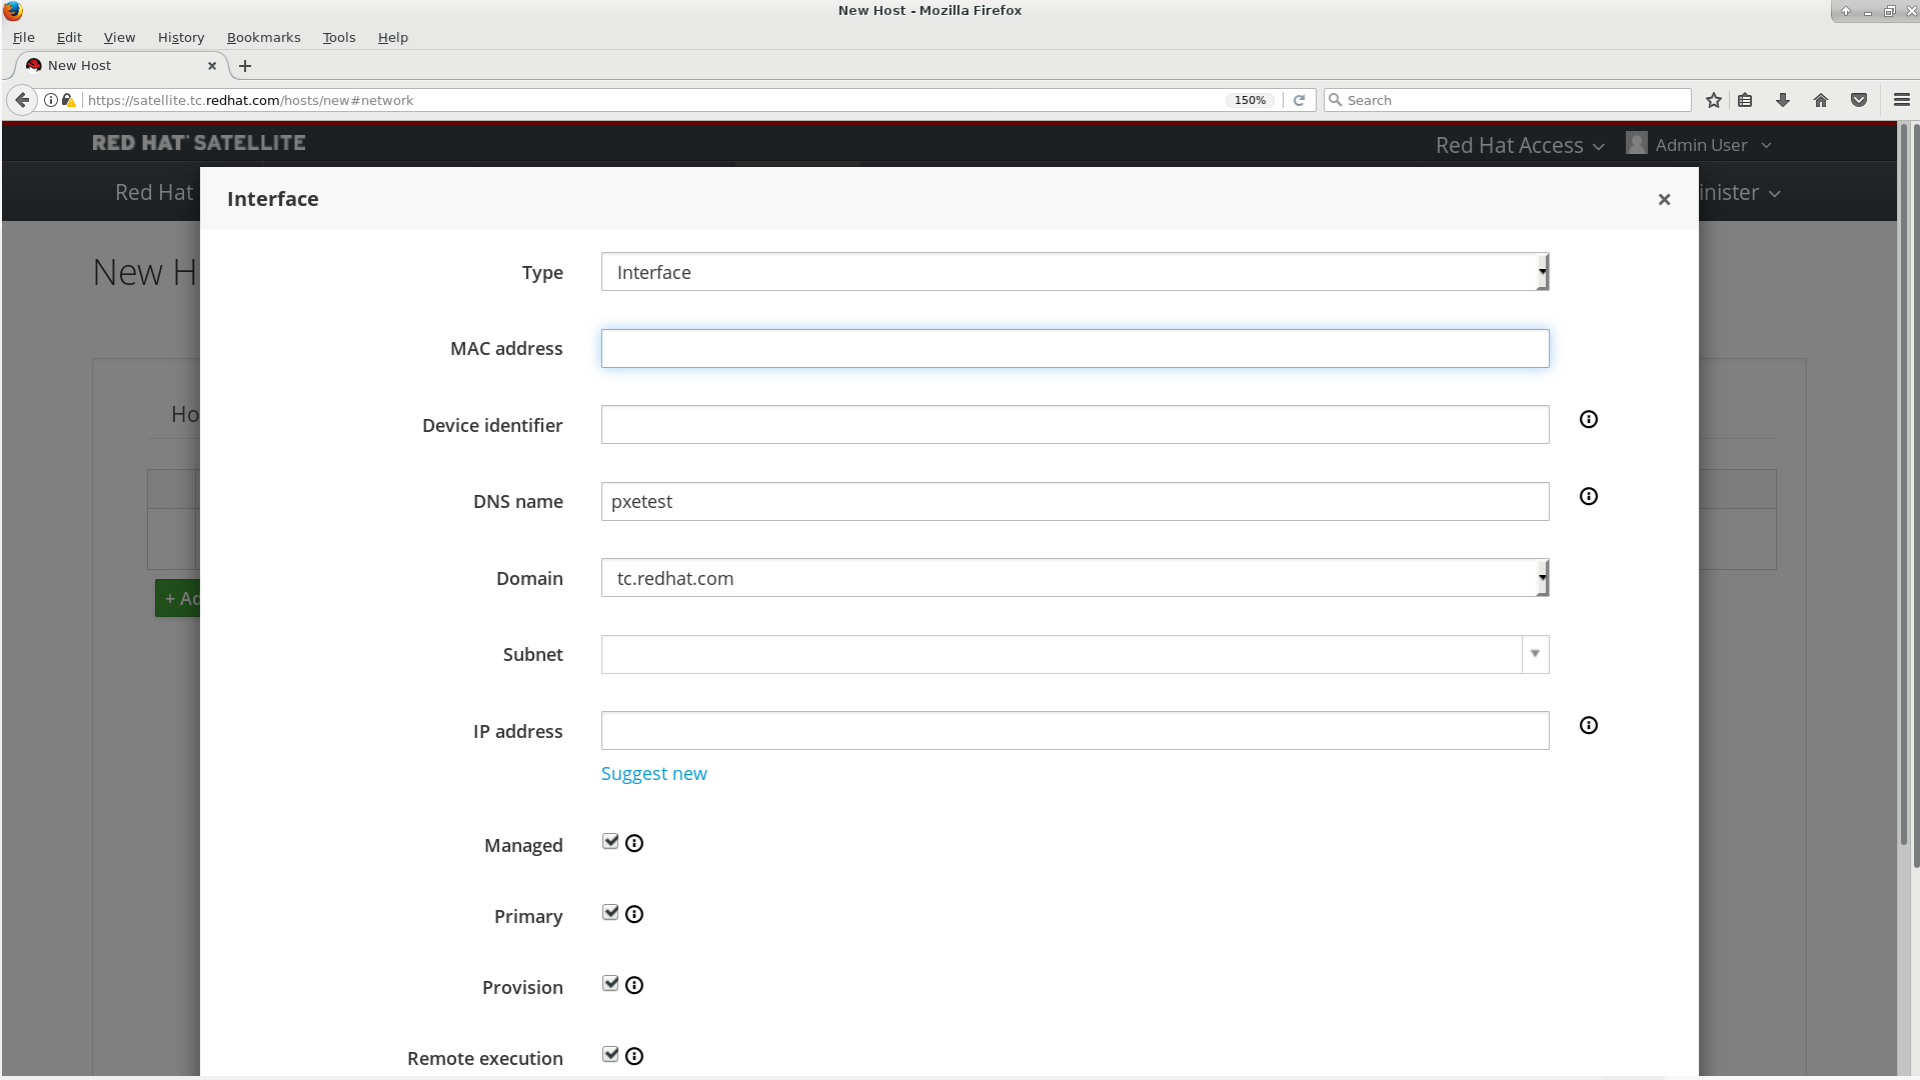 New Host - Mozilla Firefox
File Edit View History Bookmarks Tools Help
New Host
https://satellite.tc.redhat.com/hosts/new#network 150% Search
RED HAT SATELLITE Red Hat Access Admin User
Red Hat inister
Interface
New H
Type Interface
MAC address
Ho
Device identifier
DNS name pxetest
Domain tc.redhat.com
+ Ad
Subnet
IP address
Suggest new
Managed
Primary
Provision
Remote execution